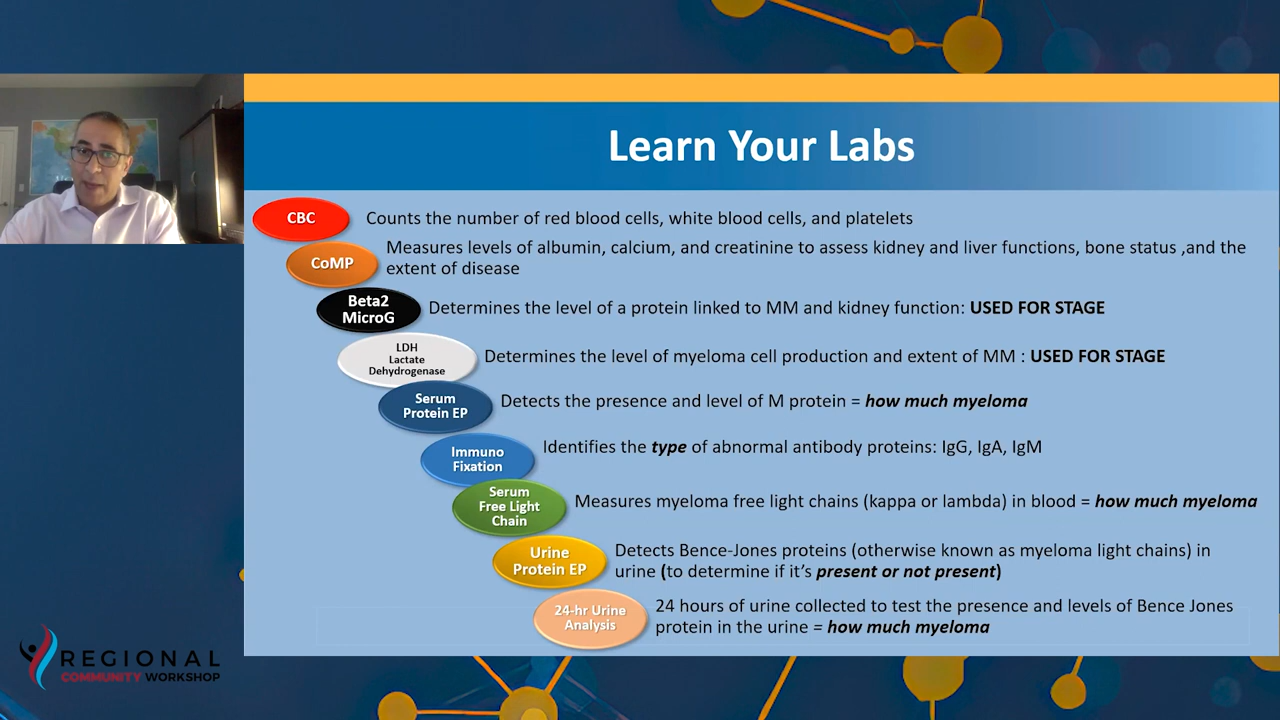 Learn Your Labs
CBC
Counts the number of red blood cells, white blood cells, and platelets
CoMP
Measures levels of albumin, calcium, and creatinine to assess kidney and liver functions, bone status ,and the
extent of disease
Beta2
MicroG
Determines the level of a protein linked to MM and kidney function: USED FOR STAGE
LDH
Lactate
Dehydrogenase
Determines the level of myeloma cell production and extent of MM : USED FOR STAGE
Serum
Protein EP
Detects the presence and level of M protein = how much myeloma
Immuno
Fixation
Identifies the type of abnormal antibody proteins: IgG, IgA, IgM
Serum
Free Light
Chain
Measures myeloma free light chains (kappa or lambda) in blood = how much myeloma
Urine
Protein EP
Detects Bence-Jones proteins (otherwise known as myeloma light chains) in
urine (to determine if it's present or not present)
24-hr Urine
Analysis
24 hours of urine collected to test the presence and levels of Bence Jones
protein in the urine = how much myeloma
REGIONAL
COMMUNITY WORKSHOP